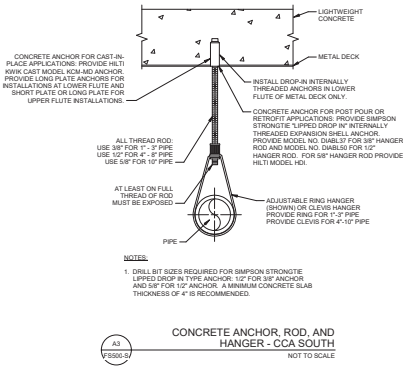 LIGHTWEIGHT
CONCRETE
METAL DECK
CONCRETE ANCHOR FOR CAST-IN-
PLACE APPLICATIONS: PROVIDE HILTI
KWIK CAST MODEL KCM-MD ANCHOR.
PROVIDE LONG PLATE ANCHORS FOR
INSTALLATIONS AT LOWER FLUTE AND
SHORT PLATE OR LONG PLATE FOR
UPPER FLUTE INSTALLATIONS.
INSTALL DROP-IN INTERNALLY
THREADED ANCHORS IN LOWER
FLUTE OF METAL DECK ONLY.
CONCRETE ANCHOR FOR POST POUR OR
RETROFIT APPLICATIONS: PROVIDE SIMPSON
STRONGTIE "LIPPED DROP IN" INTERNALLY
THREADED EXPANSION SHELL ANCHOR.
PROVIDE MODEL NO. DIABL37 FOR 3/8" HANGER
ROD AND MODEL NO. DIABL50 FOR 1/2"
HANGER ROD. FOR 5/8" HANGER ROD PROVIDE
HILTI MODEL HDI.
ALL THREAD ROD:
USE 3/8" FOR 1" - 3" PIPE
USE 1/2" FOR 4" - 8" PIPE
USE 5/8" FOR 10" PIPE
AT LEAST ON FULL
THREAD OF ROD
MUST BE EXPOSED
ADJUSTABLE RING HANGER
(SHOWN) OR CLEVIS HANGER
PROVIDE RING FOR 1"-3" PIPE
PROVIDE CLEVIS FOR 4"-10" PIPE
PIPE
NOTES:
1. DRILL BIT SIZES REQUIRED FOR SIMPSON STRONGTIE
LIPPED DROP IN TYPE ANCHOR: 1/2" FOR 3/8" ANCHOR
AND 5/8" FOR 1/2" ANCHOR. A MINIMUM CONCRETE SLAB
THICKNESS OF 4" IS RECOMMENDED.
A3
FS500-S
CONCRETE ANCHOR, ROD, AND
HANGER - CCA SOUTH
NOT TO SCALE